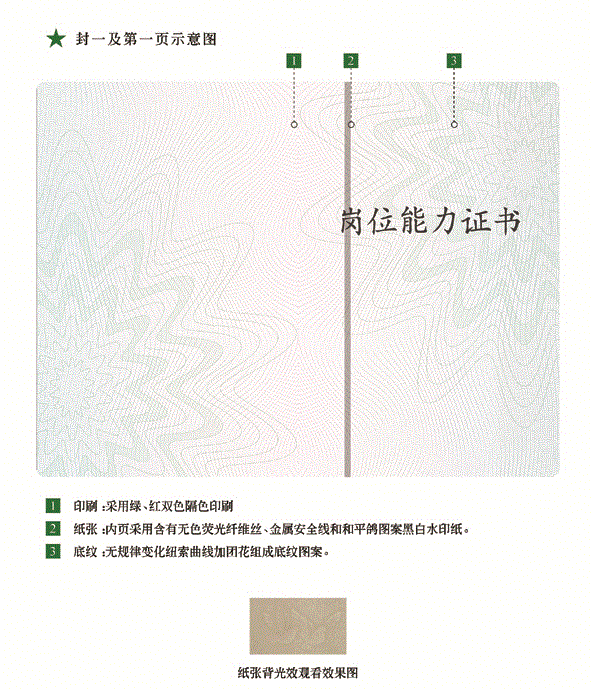 封一及第一页示意图
1 2 3
岗位能力证书
1 印刷:采用绿、红双色隔色印刷
2 纸张:内页采用含有无色荧光纤维丝、金属安全线和和平鸽图案黑白水印纸。
3 底纹:无规律变化纽索曲线加团花组成底纹图案。
纸张背光效观看效果图